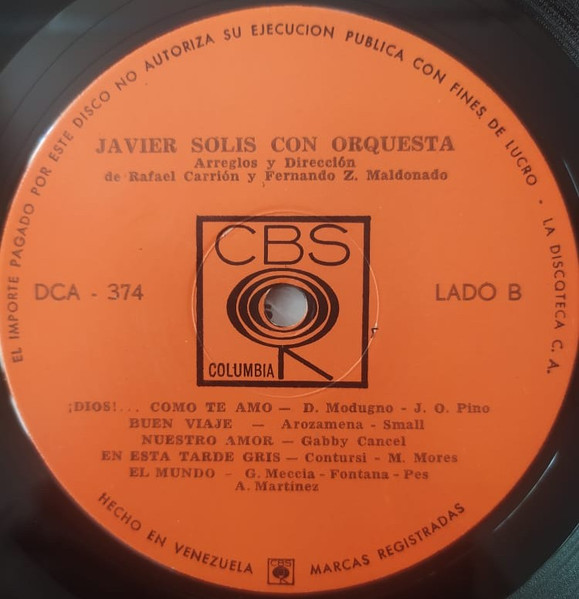 EL IMPORTE PAGADO POR ESTE DISCO NO AUTORIZA SU EJECUCION PUBLICA CON FINES DE LUCRO • LA DISCOTECA C. A.
JAVIER SOLIS CON ORQUESTA
Arreglos y Dirección
de Rafael Carrión y Fernando Z. Maldonado
CBS
COLUMBIA
DCA - 374
LADO B
¡DIOS!... COMO TE AMO — D. Modugno - J. O. Pino
BUEN VIAJE — Arozamena - Small
NUESTRO AMOR — Gabby Cancel
EN ESTA TARDE GRIS — Contursi - M. Mores
EL MUNDO - G. Meccia - Fontana - Pes
A. Martínez
HECHO EN VENEZUELA CBS MARCAS REGISTRADAS